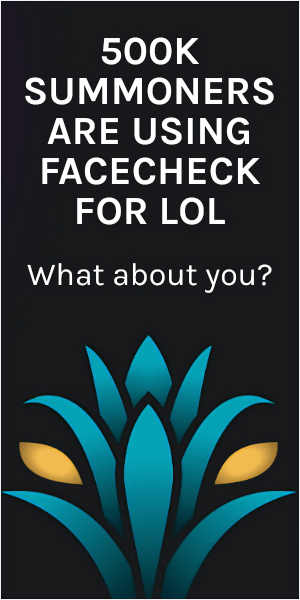 500K
SUMMONERS
ARE USING
FACECHECK
FOR LOL
What about you?